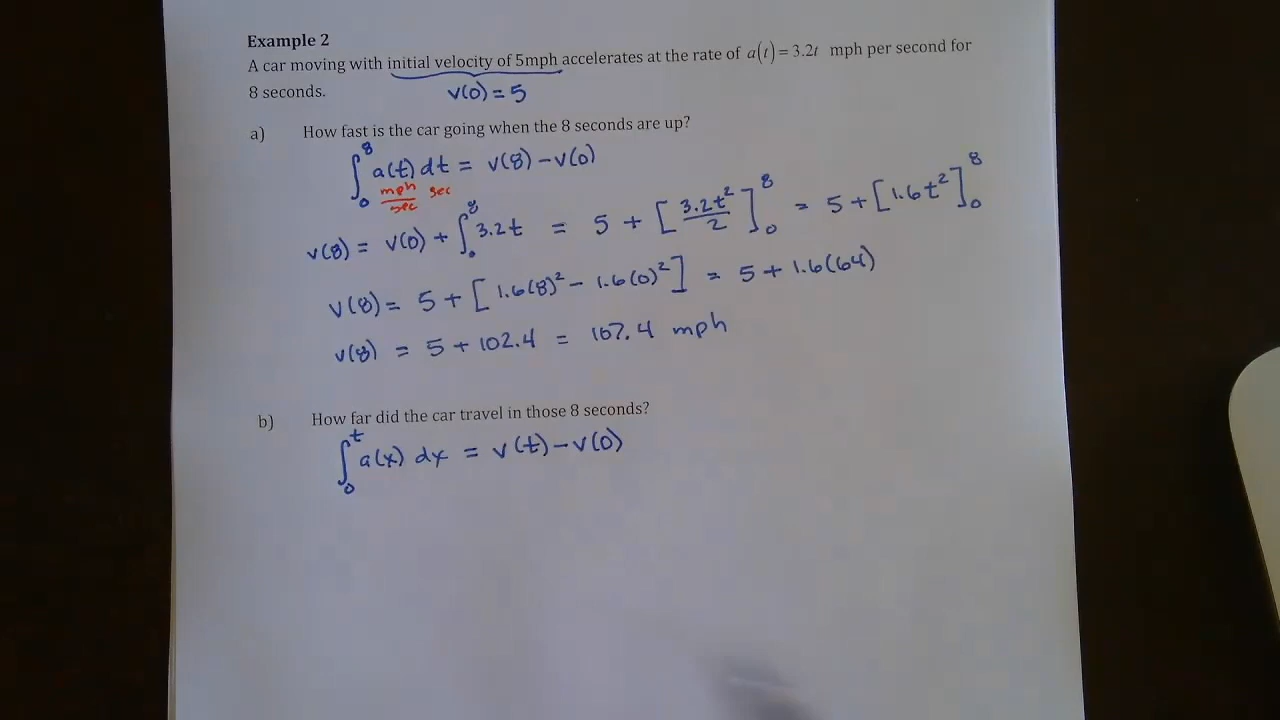 Example 2
A car moving with initial velocity of 5mph accelerates at the rate of a(t) = 3.2t mph per second for
8 seconds.
v(0) = 5
a) How fast is the car going when the 8 seconds are up?
∫₀⁸ a(t) dt = v(8) − v(0)
mph/sec sec
v(8) = v(0) + ∫₀⁸ 3.2t = 5 + [3.2t²/2]₀⁸ = 5 + [1.6t²]₀⁸
v(8) = 5 + [1.6(8)² − 1.6(0)²] = 5 + 1.6(64)
v(8) = 5 + 102.4 = 107.4 mph
b) How far did the car travel in those 8 seconds?
∫₀ᵗ a(x) dx = v(t) − v(0)